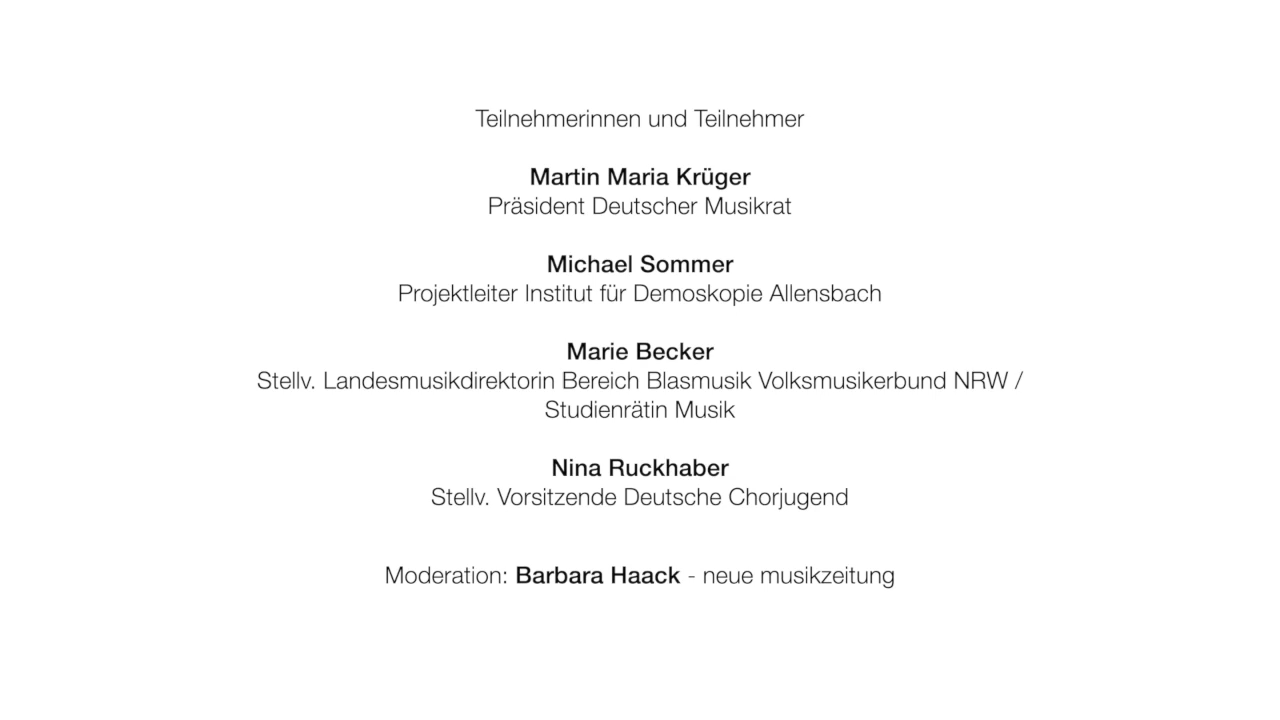 Teilnehmerinnen und Teilnehmer
Martin Maria Krüger
Präsident Deutscher Musikrat
Michael Sommer
Projektleiter Institut für Demoskopie Allensbach
Marie Becker
Stellv. Landesmusikdirektorin Bereich Blasmusik Volksmusikerbund NRW /
Studienrätin Musik
Nina Ruckhaber
Stellv. Vorsitzende Deutsche Chorjugend
Moderation: Barbara Haack - neue musikzeitung